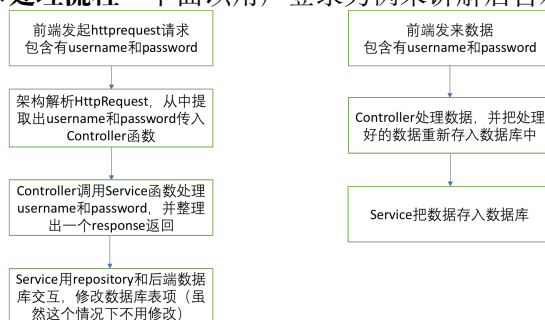 前端发起httprequest请求
包含有username和password
架构解析HttpRequest，从中提
取出username和password传入
Controller函数
Controller调用Service函数处理
username和password，并整理
出一个response返回
Service用repository和后端数据
库交互，修改数据库表项（虽
然这个情况下不用修改）
前端发来数据
包含有username和password
Controller处理数据，并把处理
好的数据重新存入数据库中
Service把数据存入数据库